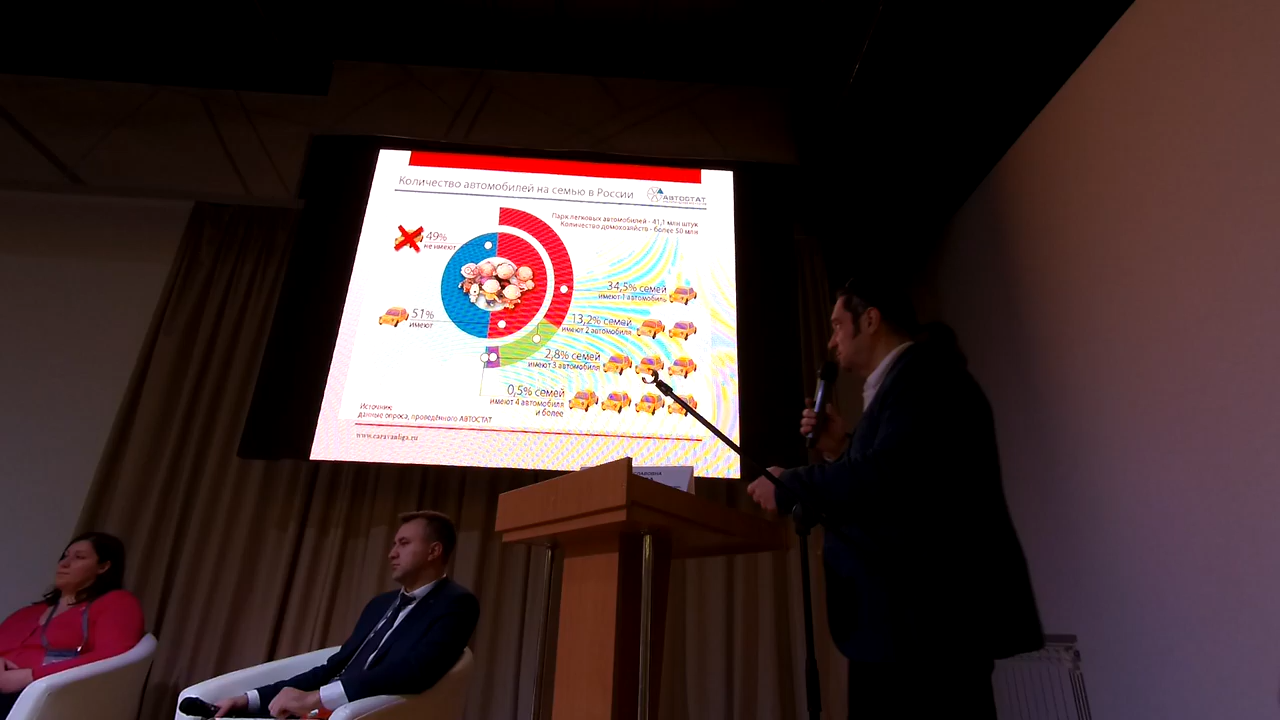 Количество автомобилей на семью в России
АВТОСТАТ
Парк легковых автомобилей - 41,1 млн штук
Количество домохозяйств - более 50 млн
49%
не имеют
51%
имеют
34,5% семей
имеют 1 автомобиль
13,2% семей
имеют 2 автомобиля
2,8% семей
имеют 3 автомобиля
0,5% семей
имеют 4 автомобиля
и более
Источник:
данные опроса, проведённого АВТОСТАТ
www.caravanliga.ru